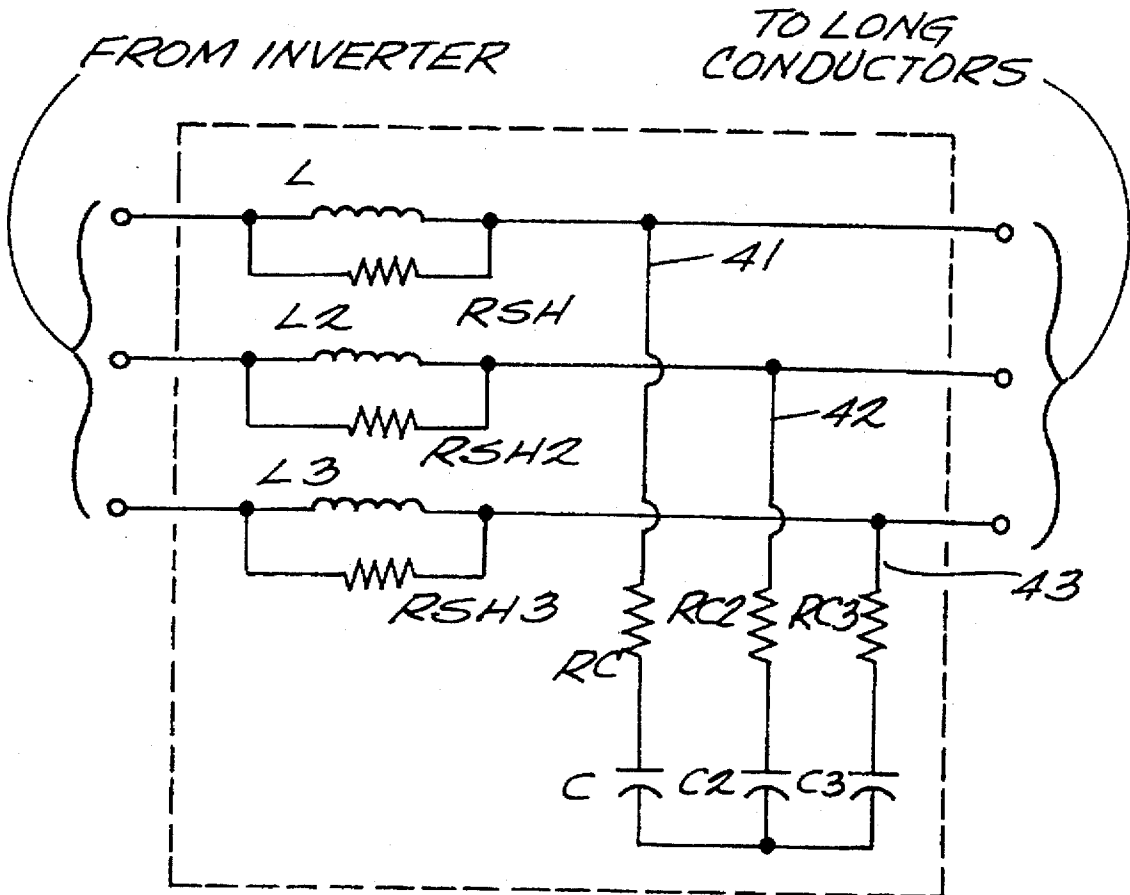 FROM INVERTER
TO LONG
CONDUCTORS
L
41
L2
RSH
42
RSH2
L3
43
RSH3
RC2
RC3
RC
C
C2
C3